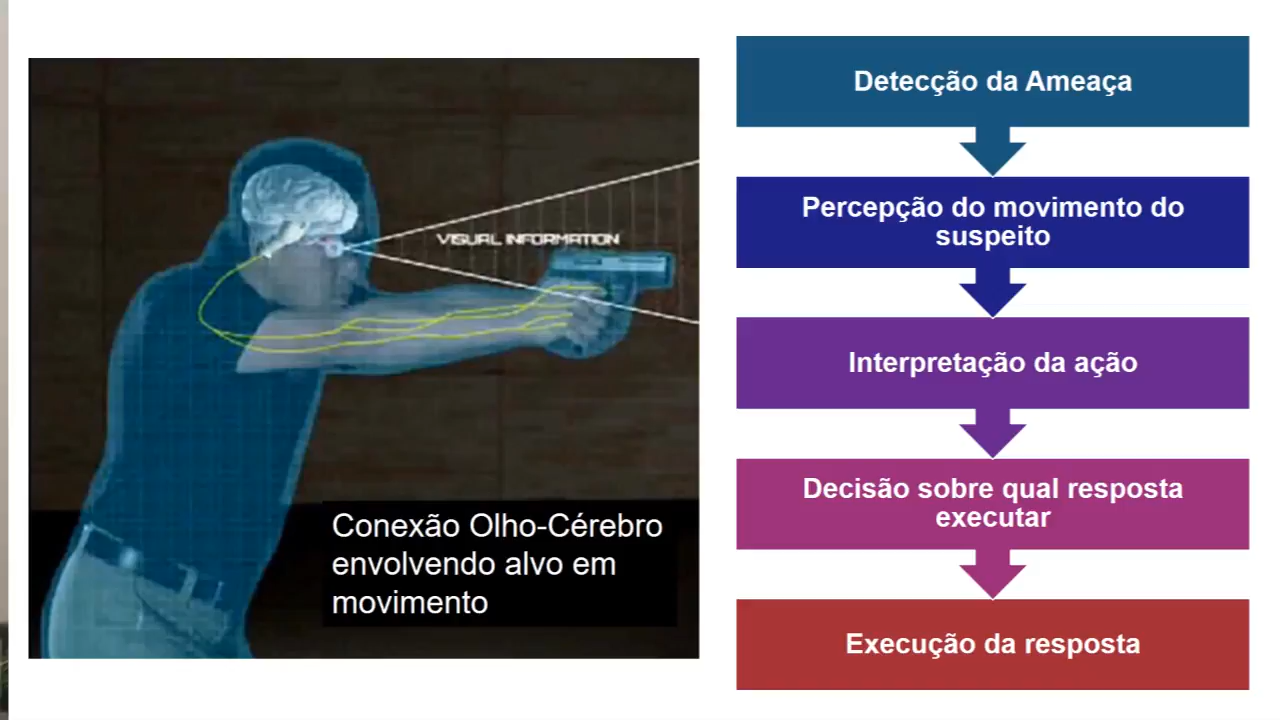 VISUAL INFORMATION
Conexão Olho-Cérebro
envolvendo alvo em
movimento
Detecção da Ameaça
Percepção do movimento do
suspeito
Interpretação da ação
Decisão sobre qual resposta
executar
Execução da resposta